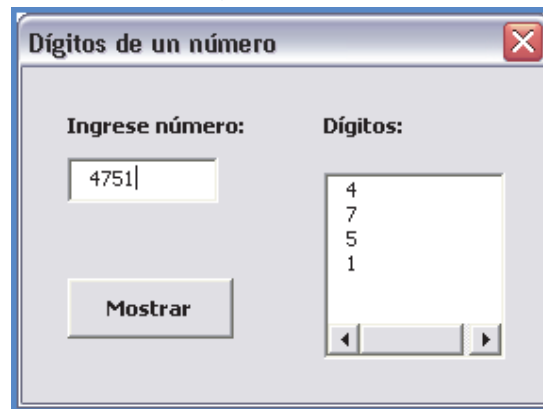 Dígitos de un número
Ingrese número:
Dígitos:
4751
4
7
5
1
Mostrar